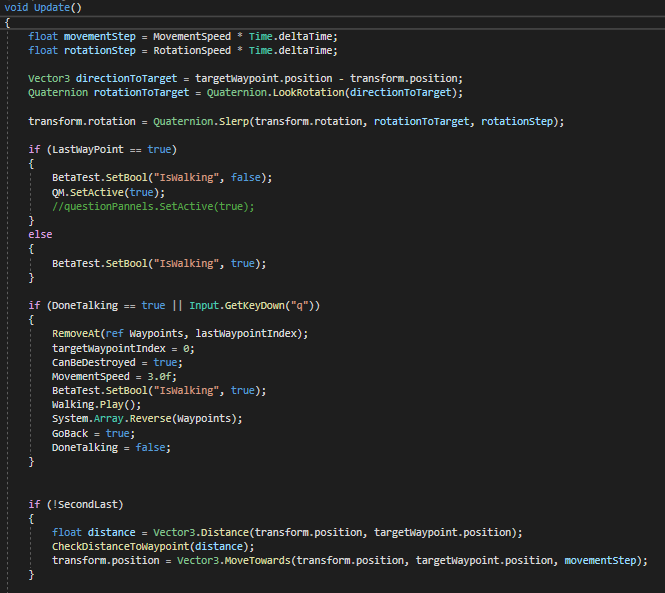 void Update()
{
float movementStep = MovementSpeed * Time.deltaTime;
float rotationStep = RotationSpeed * Time.deltaTime;
Vector3 directionToTarget = targetWaypoint.position - transform.position;
Quaternion rotationToTarget = Quaternion.LookRotation(directionToTarget);
transform.rotation = Quaternion.Slerp(transform.rotation, rotationToTarget, rotationStep);
if (LastWayPoint == true)
{
BetaTest.SetBool("IsWalking", false);
QM.SetActive(true);
//questionPannels.SetActive(true);
}
else
{
BetaTest.SetBool("IsWalking", true);
}
if (DoneTalking == true || Input.GetKeyDown("q"))
{
RemoveAt(ref Waypoints, lastWaypointIndex);
targetWaypointIndex = 0;
CanBeDestroyed = true;
MovementSpeed = 3.0f;
BetaTest.SetBool("IsWalking", true);
Walking.Play();
System.Array.Reverse(Waypoints);
GoBack = true;
DoneTalking = false;
}
if (!SecondLast)
{
float distance = Vector3.Distance(transform.position, targetWaypoint.position);
CheckDistanceToWaypoint(distance);
transform.position = Vector3.MoveTowards(transform.position, targetWaypoint.position, movementStep);
}